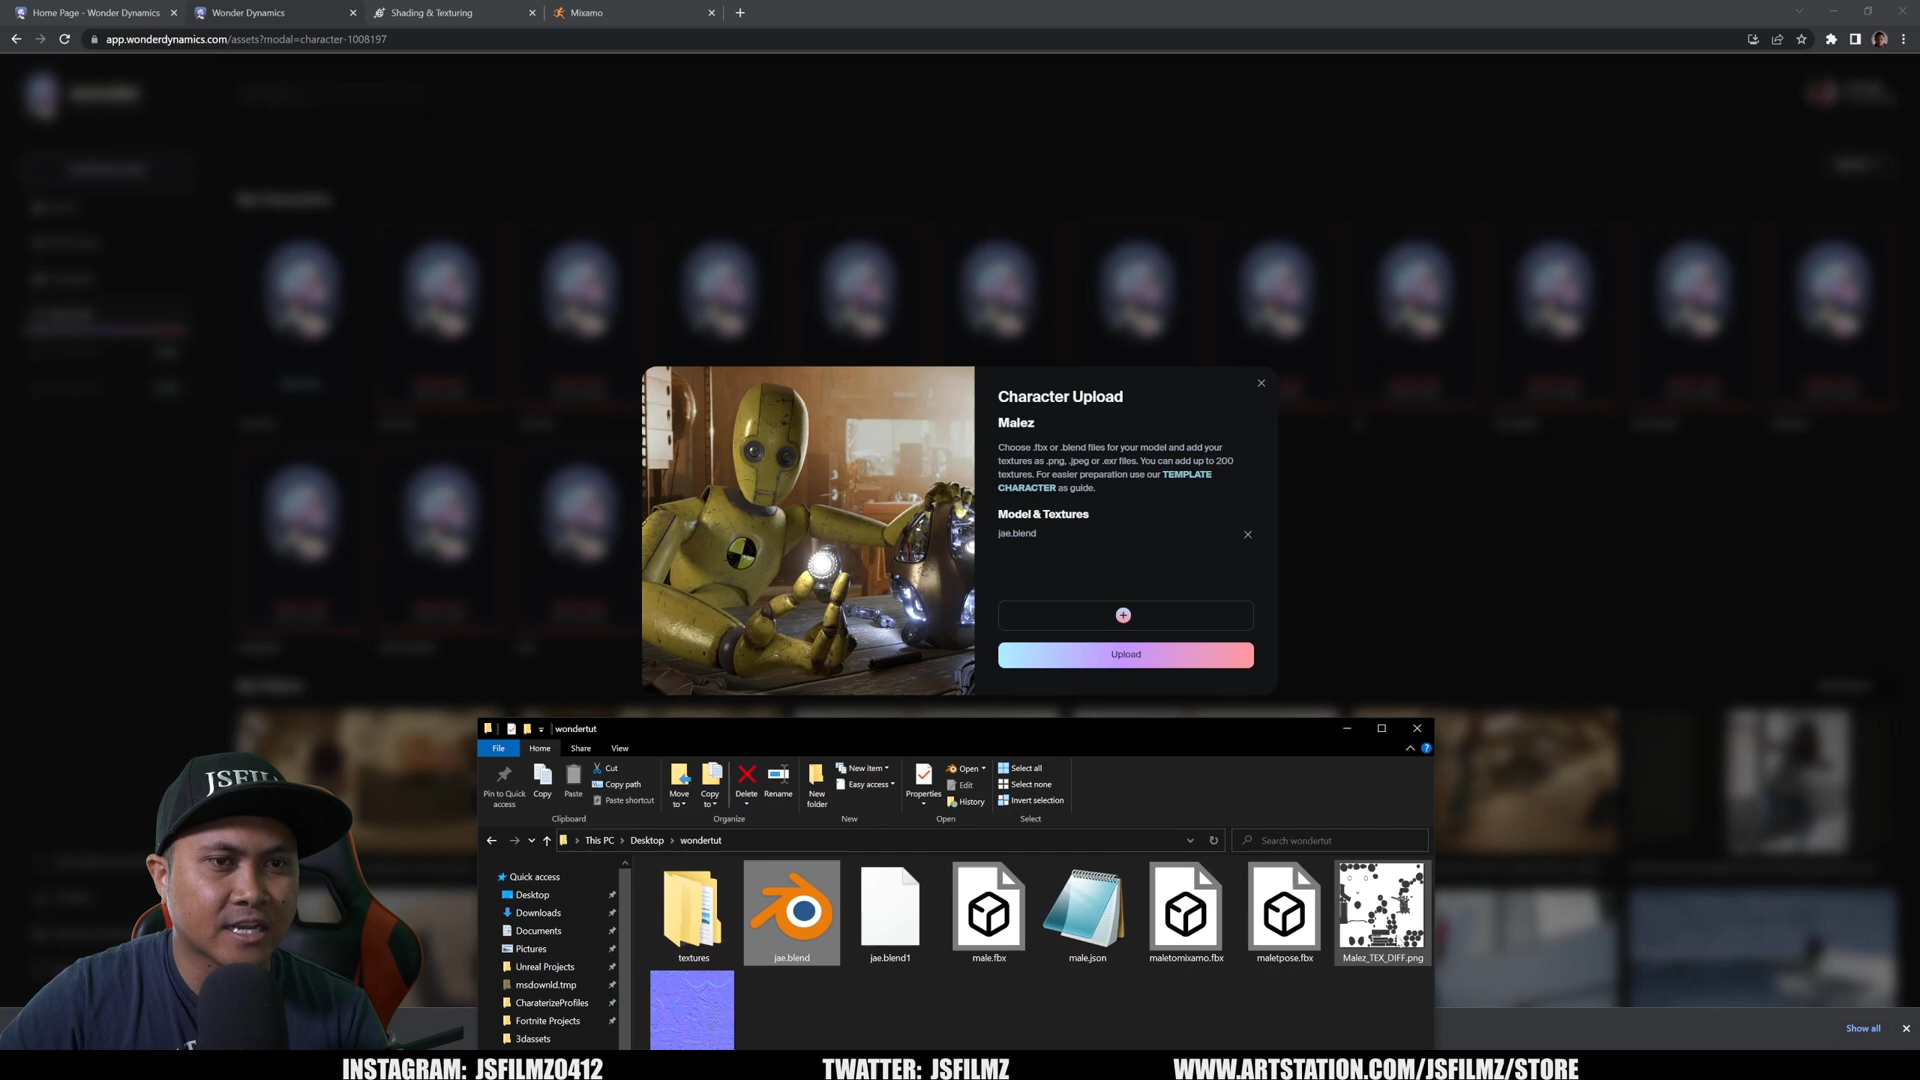 Home Page - Wonder Dynamics
Wonder Dynamics
Shading & Texturing
Mixamo
app.wonderdynamics.com/assets?modal=character-1008197
Character Upload
Malez
Choose .fbx or .blend files for your model and add your
textures as .png, .jpeg or .exr files. You can add up to 200
textures. For easier preparation use our TEMPLATE
CHARACTER as guide.
Model & Textures
jae.blend
Upload
wondertut
File
Home
Share
View
Pin to Quick
access
Copy
Paste
Cut
Copy path
Paste shortcut
Clipboard
Move
to
Copy
to
Delete
Rename
Organize
New
folder
New item
Easy access
New
Properties
Open
Edit
History
Open
Select all
Select none
Invert selection
Select
This PC > Desktop > wondertut
Search wondertut
Quick access
Desktop
Downloads
Documents
Pictures
Unreal Projects
msdownld.tmp
CharaterizeProfiles
Fortnite Projects
3dassets
textures
jae.blend
jae.blend1
male.fbx
male.json
maletomixamo.fbx
maletpose.fbx
Malez_TEX_DIFF.png
Show all
INSTAGRAM: JSFILMZ0412
TWATTER: JSFILMZ
WWW.ARTSTATION.COM/JSFILMZ/STORE